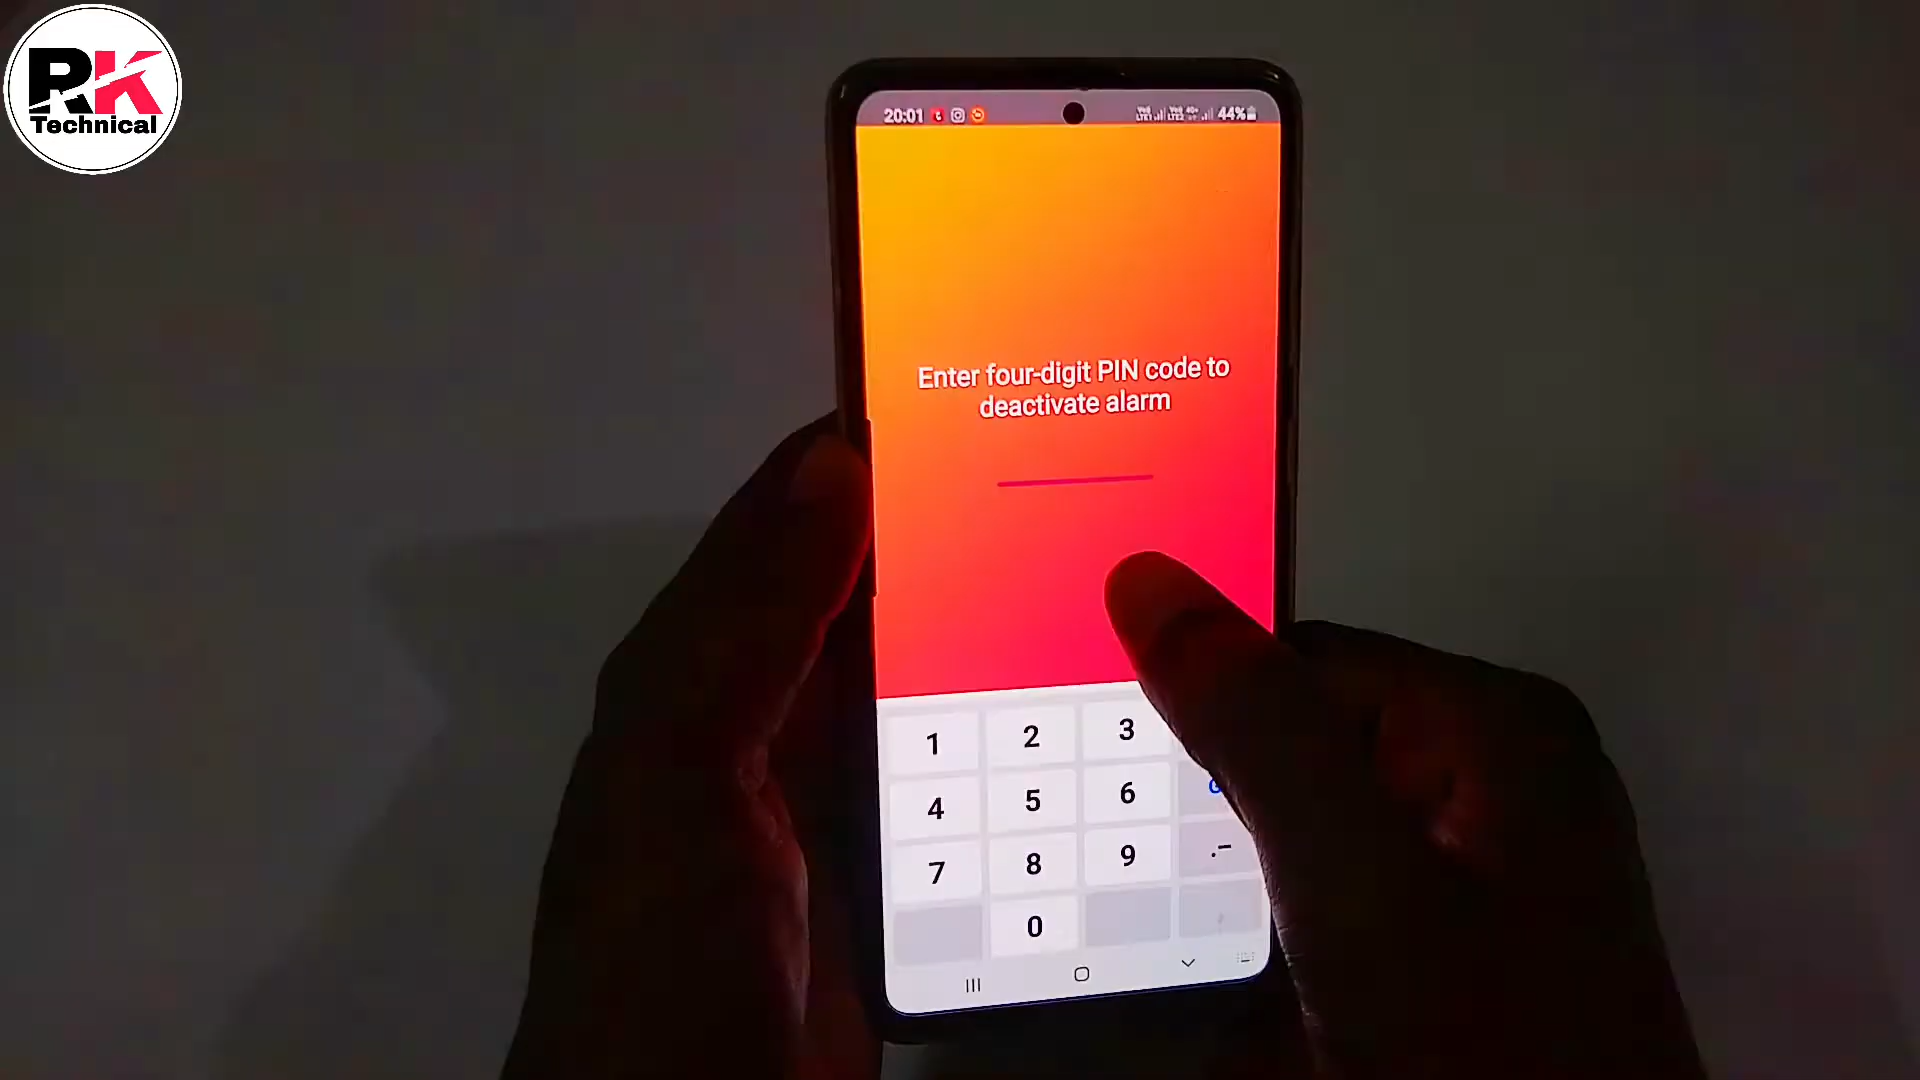 RK
Technical
20:01
44%
Enter four-digit PIN code to
deactivate alarm
1 2 3
4 5 6
7 8 9 .-
0